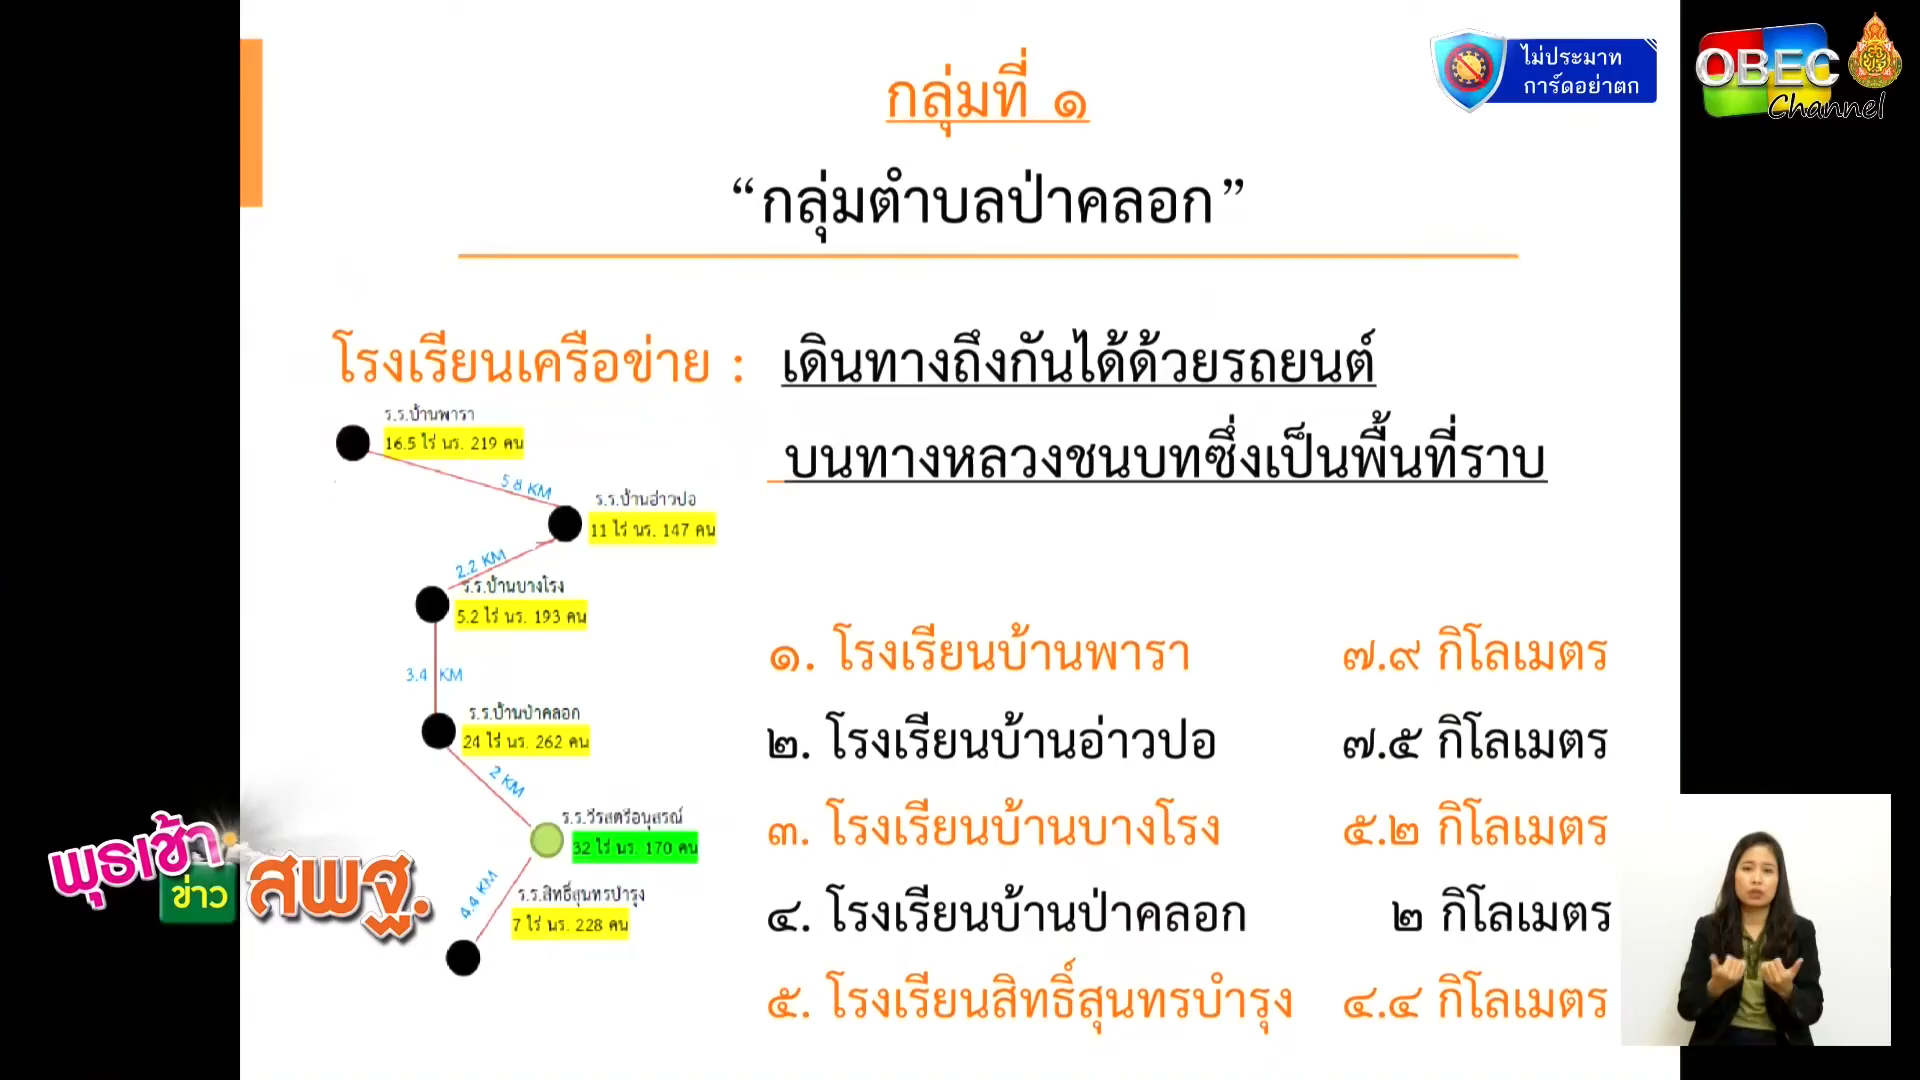 กลุ่มที่ ๑
ไม่ประมาท
การ์ดอย่าตก
OBEC
Channel
“กลุ่มตำบลป่าคลอก”
โรงเรียนเครือข่าย : เดินทางถึงกันได้ด้วยรถยนต์
บนทางหลวงชนบทซึ่งเป็นพื้นที่ราบ
ร.ร.บ้านพารา
16.5 ไร่ นร. 219 คน
5.8 KM
ร.ร.บ้านอ่าวปอ
11 ไร่ นร. 147 คน
2.2 KM
ร.ร.บ้านบางโรง
5.2 ไร่ นร. 193 คน
3.4 KM
ร.ร.บ้านป่าคลอก
24 ไร่ นร. 262 คน
2 KM
ร.ร.วีรสตรีอนุสรณ์
32 ไร่ นร. 170 คน
4.4 KM
ร.ร.สิทธิ์สุนทรบำรุง
7 ไร่ นร. 228 คน
๑. โรงเรียนบ้านพารา ๗.๙ กิโลเมตร
๒. โรงเรียนบ้านอ่าวปอ ๗.๕ กิโลเมตร
๓. โรงเรียนบ้านบางโรง ๕.๒ กิโลเมตร
๔. โรงเรียนบ้านป่าคลอก ๒ กิโลเมตร
๕. โรงเรียนสิทธิ์สุนทรบำรุง ๔.๔ กิโลเมตร
พุธเช้า
ข่าว
สพฐ.